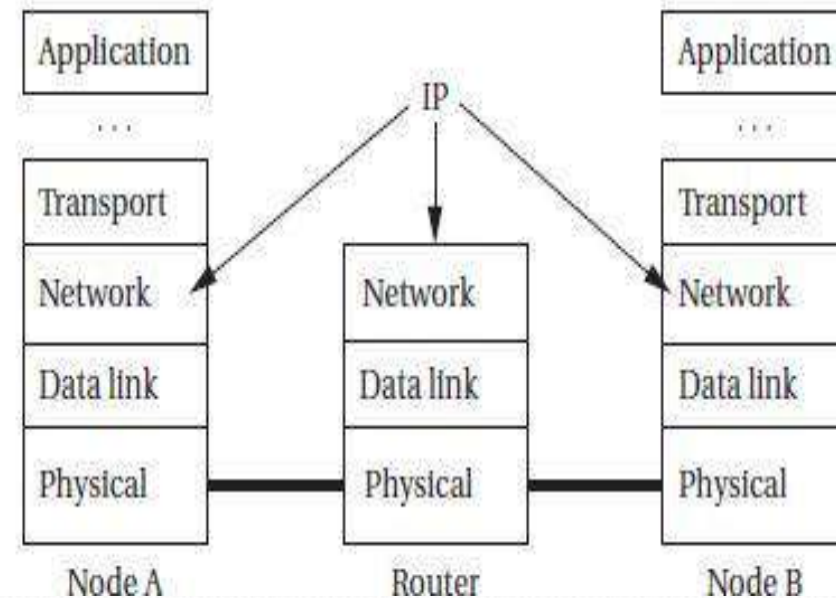 Application
Application
IP
...
...
Transport
Transport
Network
Network
Network
Data link
Data link
Data link
Physical
Physical
Physical
Node A
Router
Node B